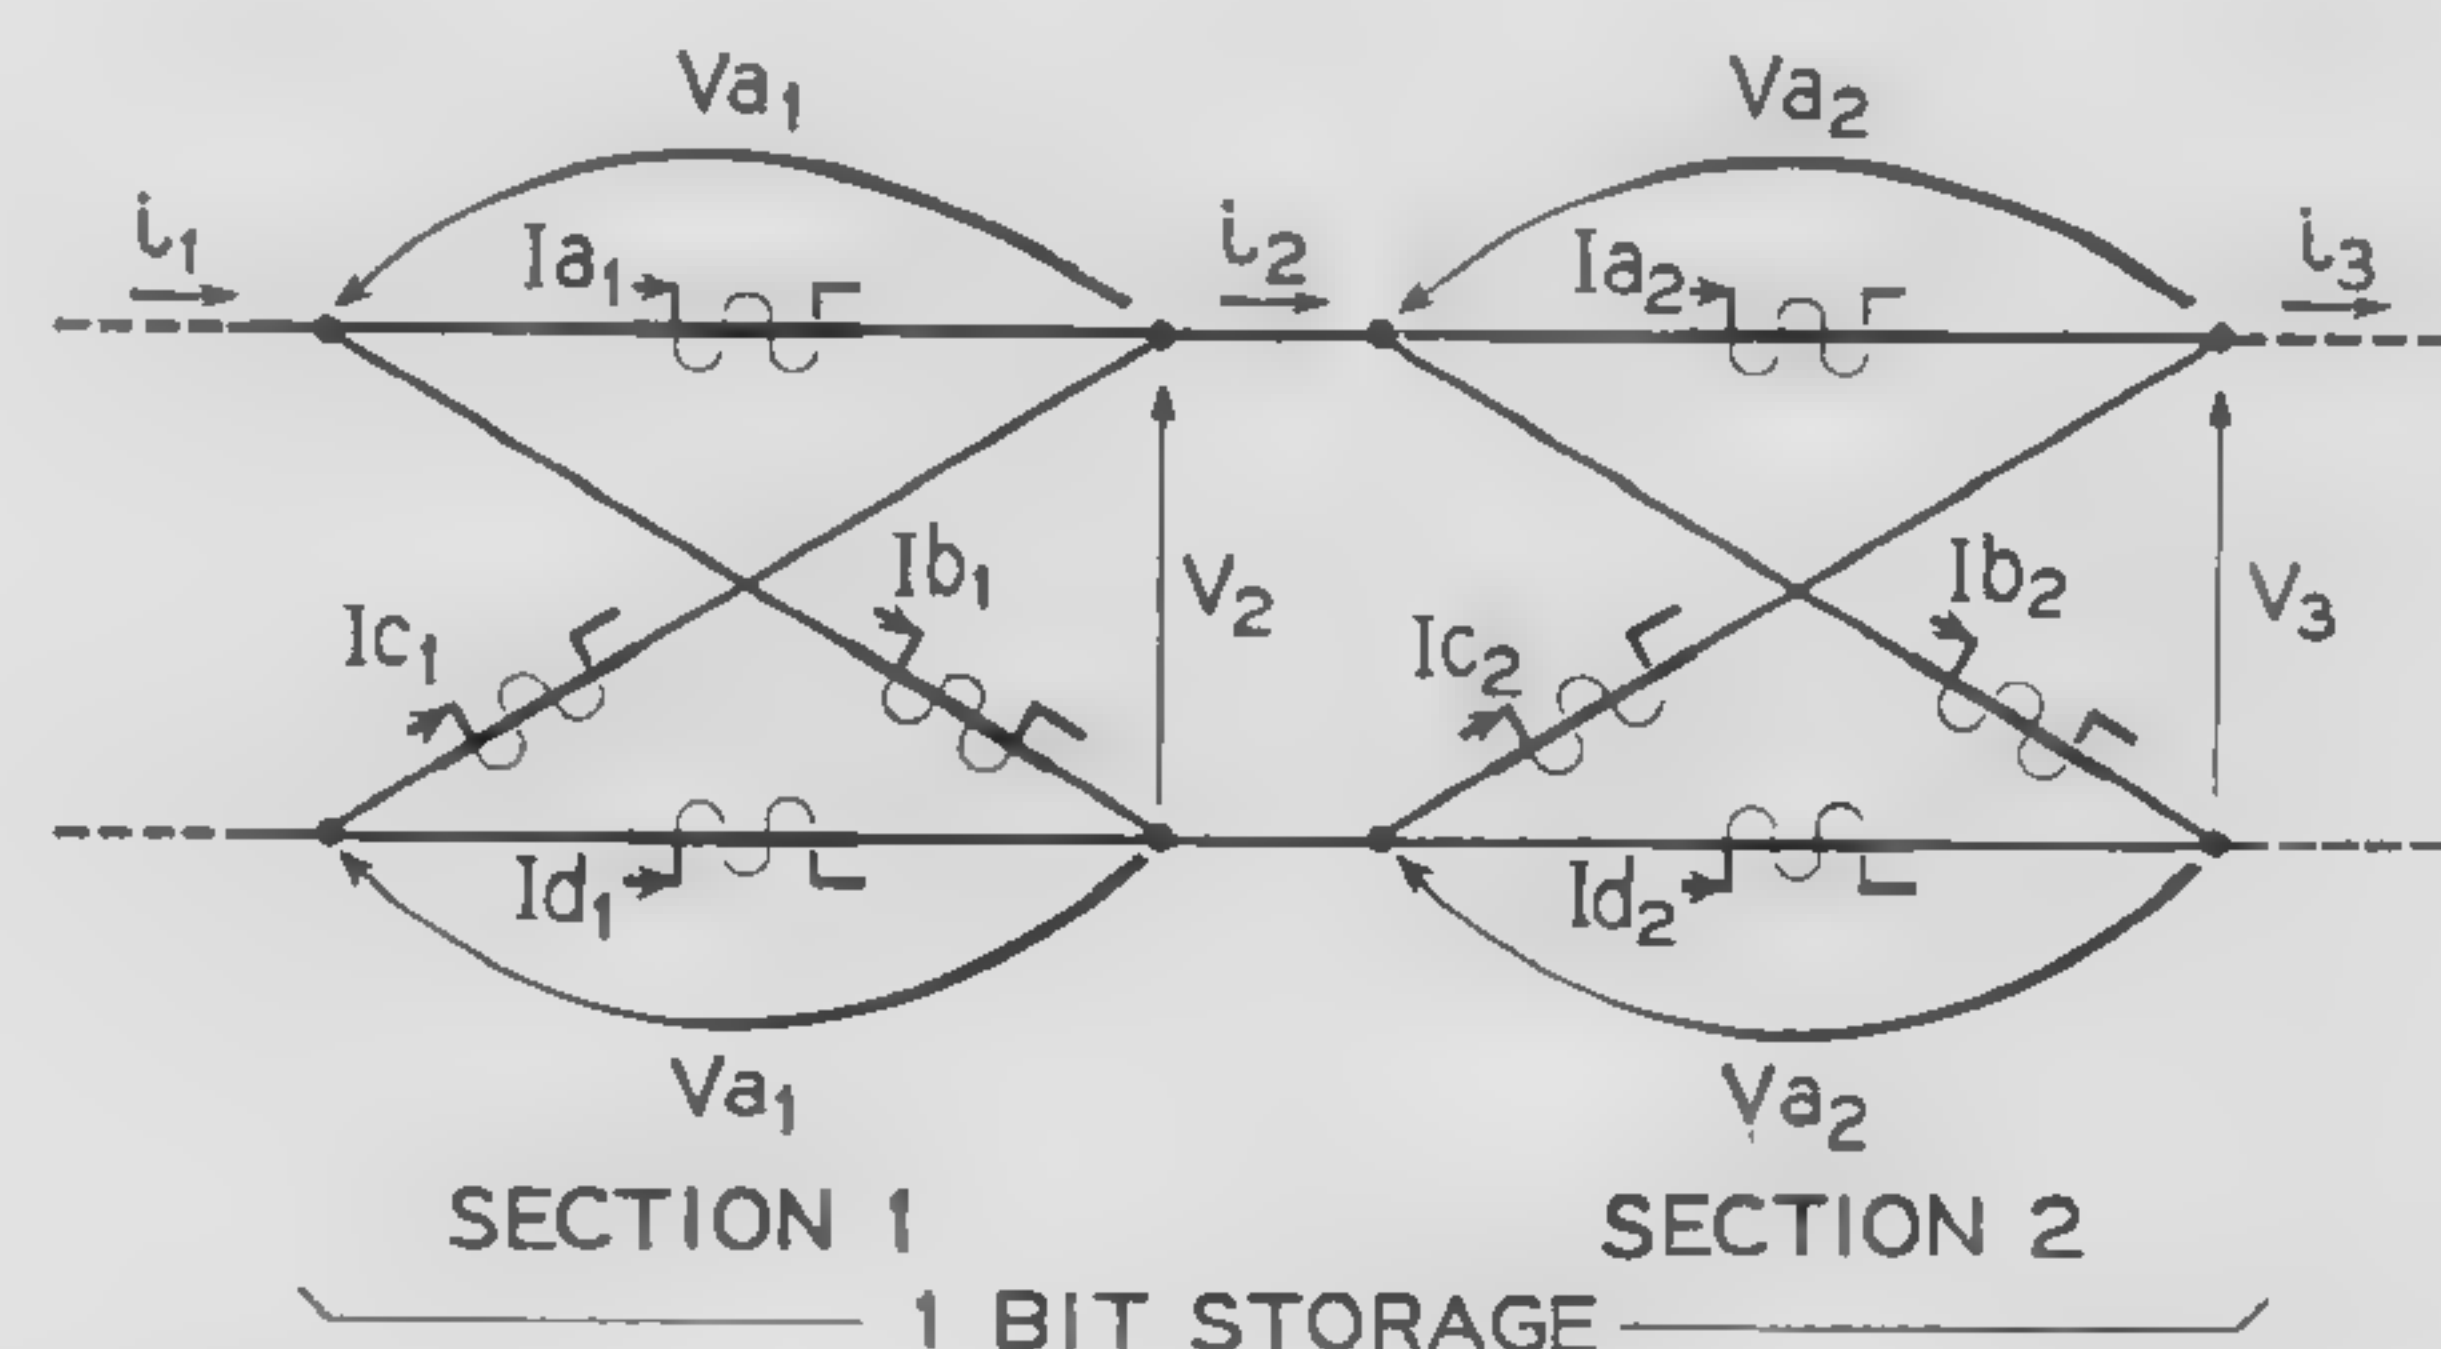 Va1
Va2
i1
Ia1
i2
Ia2
i3
Ic1
Ib1
V2
Ic2
Ib2
V3
Id1
Id2
Va1
Va2
SECTION 1
SECTION 2
1 BIT STORAGE